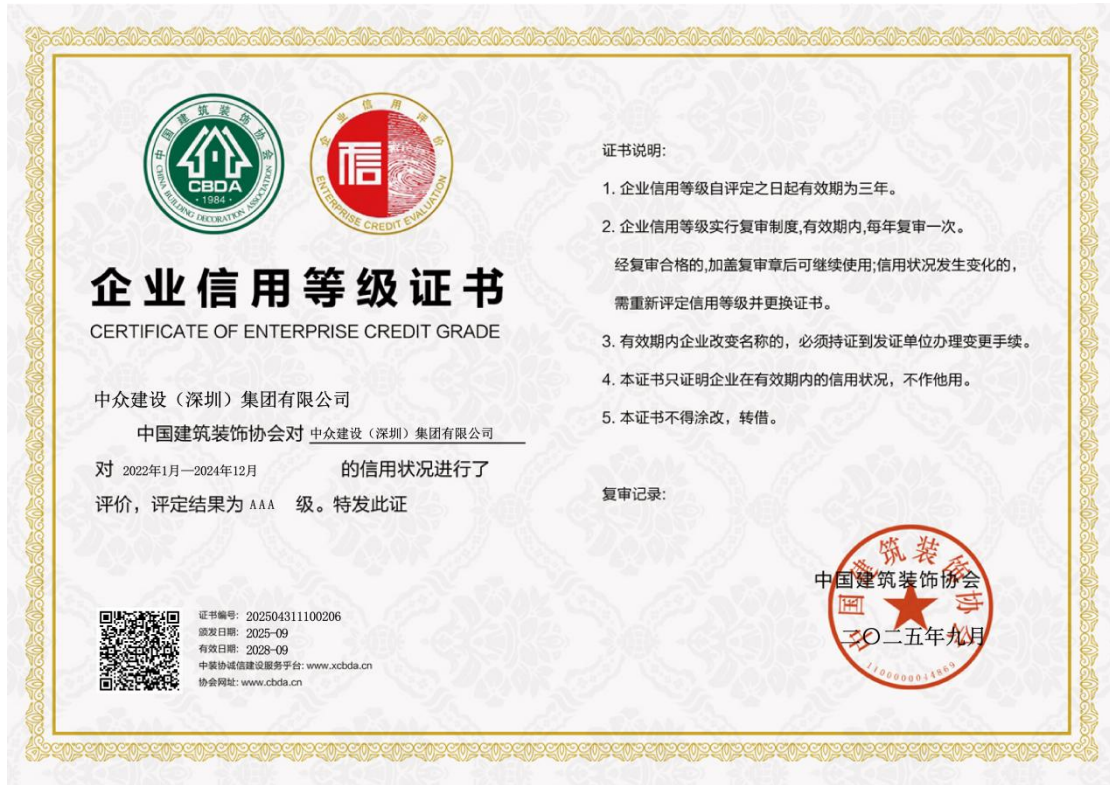 中国建筑装饰协会
CBDA
·1984·
CHINA BUILDING DECORATION ASSOCIATION
企业信用评价
信
ENTERPRISE CREDIT EVALUATION
企业信用等级证书
CERTIFICATE OF ENTERPRISE CREDIT GRADE
中众建设（深圳）集团有限公司
中国建筑装饰协会对 中众建设（深圳）集团有限公司
对 2022年1月—2024年12月 的信用状况进行了
评价，评定结果为 AAA 级。特发此证
证书编号: 202504311100206
颁发日期: 2025-09
有效日期: 2028-09
中装协诚信建设服务平台: www.xcbda.cn
协会网址: www.cbda.cn
证书说明:
1. 企业信用等级自评定之日起有效期为三年。
2. 企业信用等级实行复审制度,有效期内,每年复审一次。
经复审合格的,加盖复审章后可继续使用;信用状况发生变化的，
需重新评定信用等级并更换证书。
3. 有效期内企业改变名称的，必须持证到发证单位办理变更手续。
4. 本证书只证明企业在有效期内的信用状况，不作他用。
5. 本证书不得涂改，转借。
复审记录:
中国建筑装饰协会
二〇二五年九月
中国建筑装饰协会
1100000044869